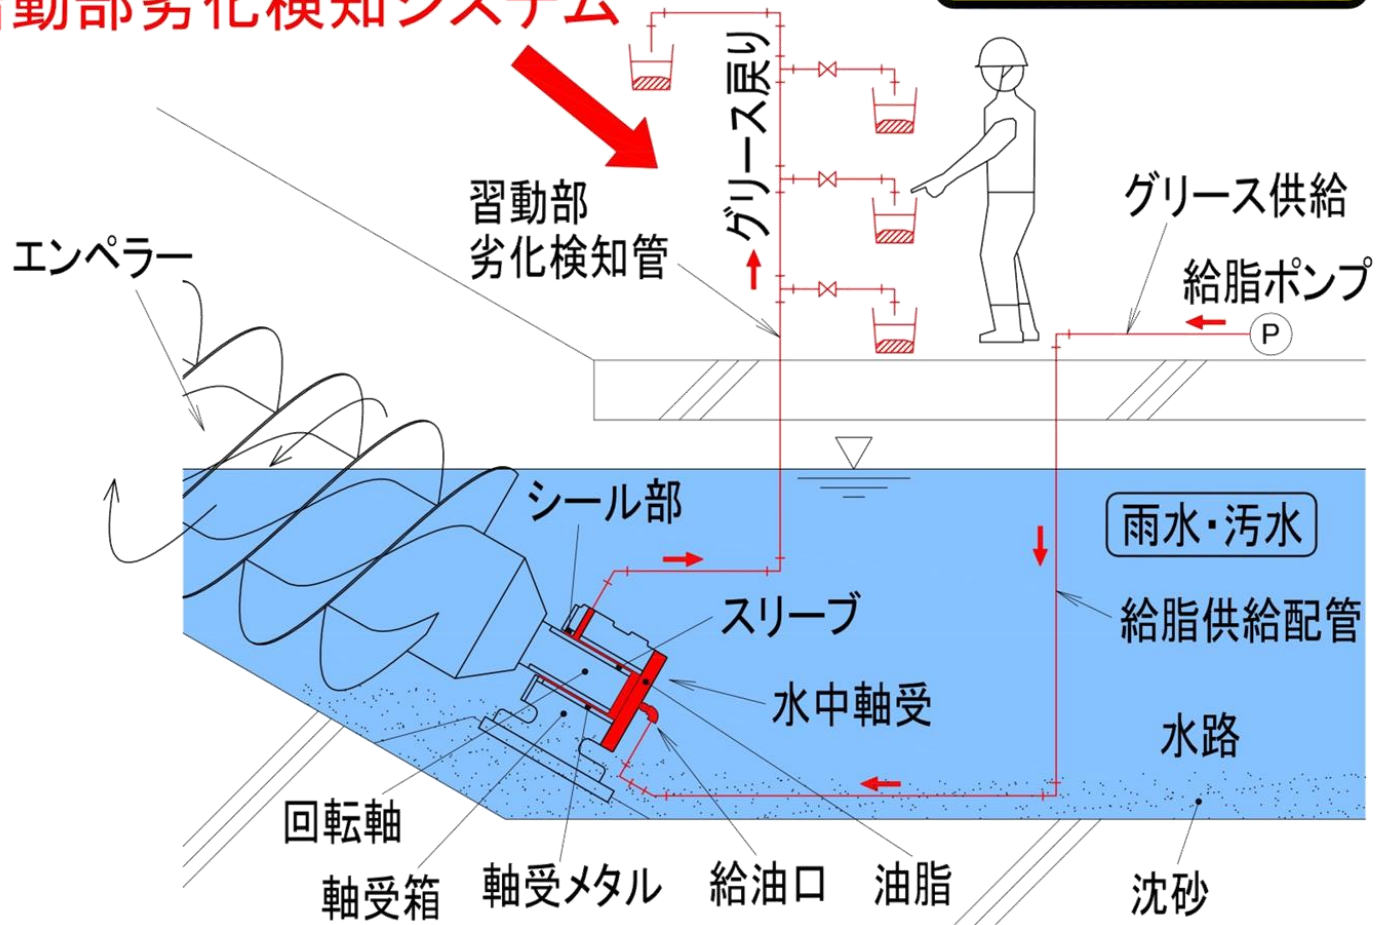 動部劣化検知システム
グリース戻り
習動部
劣化検知管
グリース供給
エンペラー
給脂ポンプ
P
シール部
雨水・汚水
スリーブ
給脂供給配管
水中軸受
水路
回転軸
軸受箱
軸受メタル
給油口
油脂
沈砂